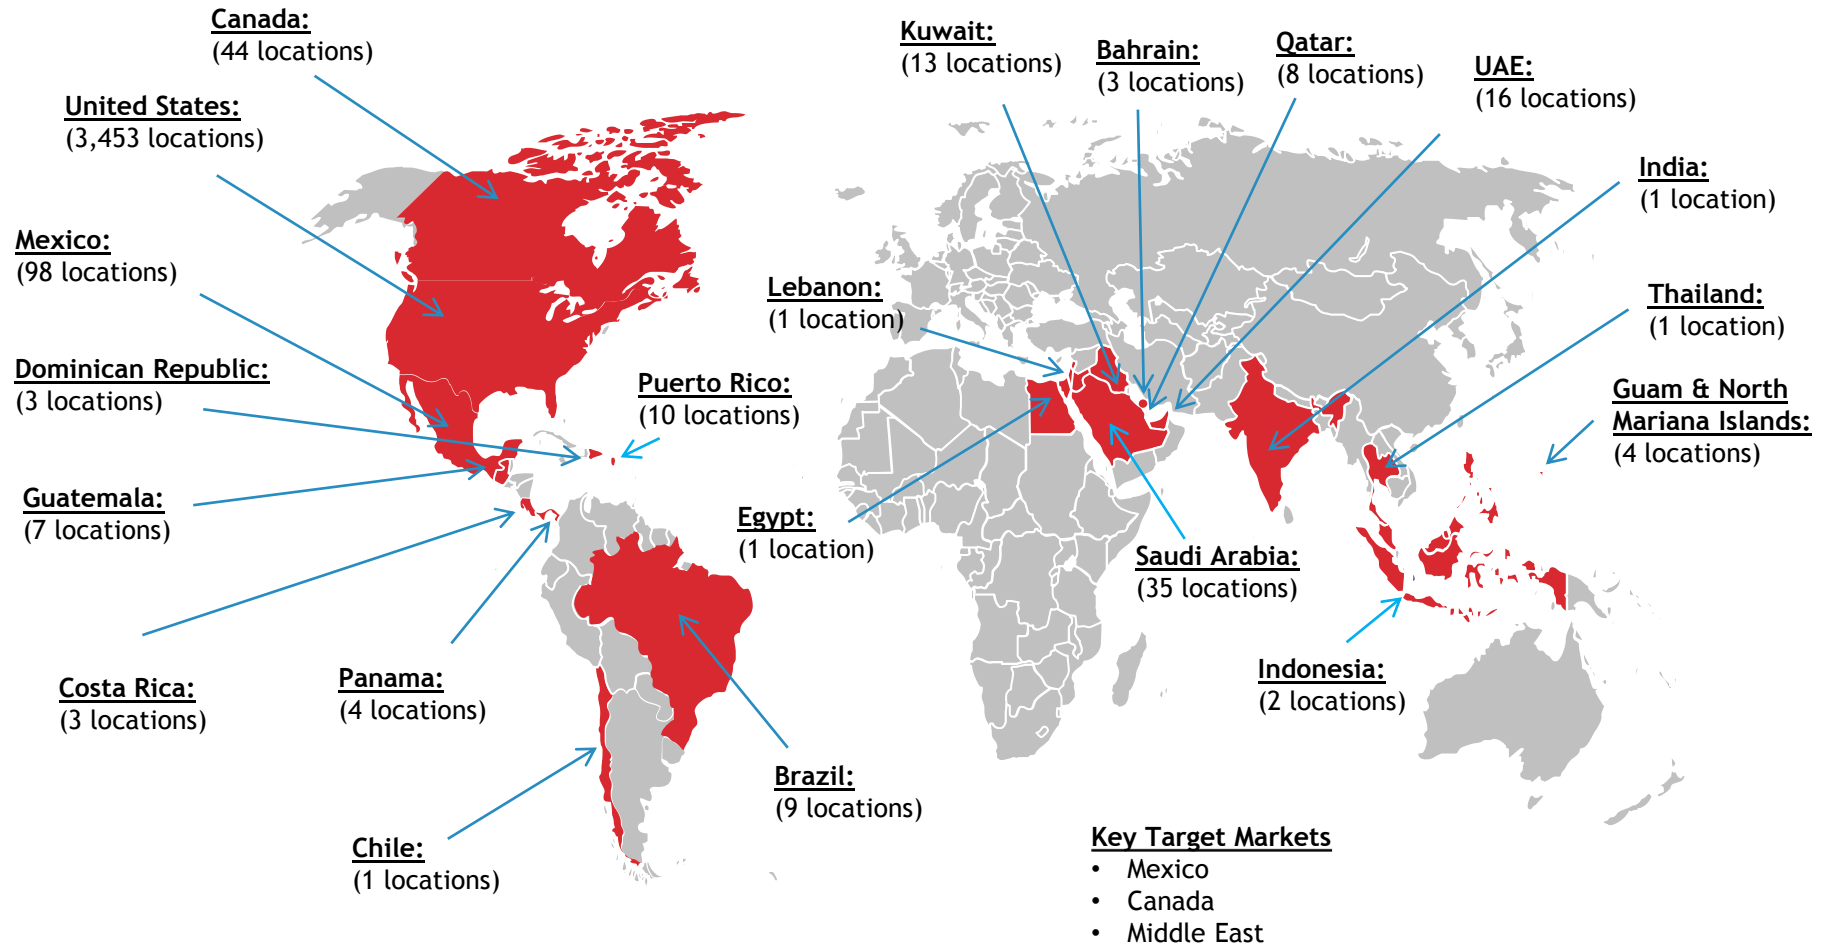 Canada:
(44 locations)
United States:
(3,453 locations)
Mexico:
(98 locations)
Dominican Republic:
(3 locations)
Guatemala:
(7 locations)
Costa Rica:
(3 locations)
Panama:
(4 locations)
Puerto Rico:
(10 locations)
Chile:
(1 locations)
Brazil:
(9 locations)
Kuwait:
(13 locations)
Bahrain:
(3 locations)
Qatar:
(8 locations)
UAE:
(16 locations)
India:
(1 location)
Lebanon:
(1 location)
Thailand:
(1 location)
Guam & North
Mariana Islands:
(4 locations)
Egypt:
(1 location)
Saudi Arabia:
(35 locations)
Indonesia:
(2 locations)
Key Target Markets
• Mexico
• Canada
• Middle East